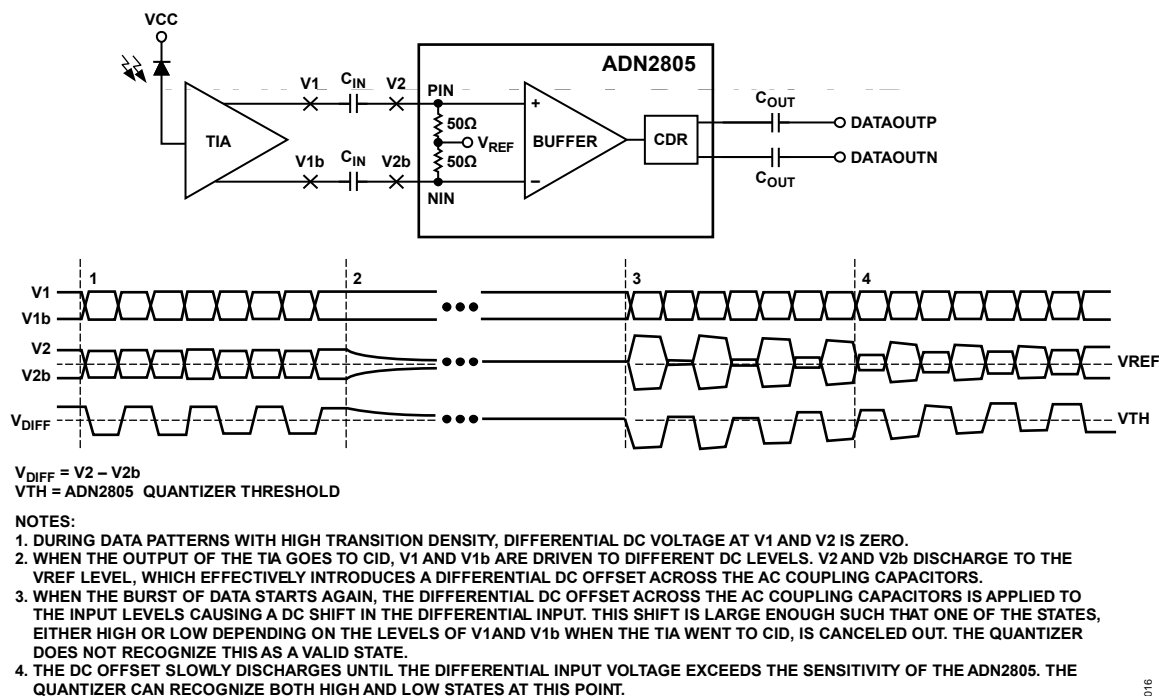 VCC
ADN2805
V1 C_IN V2 PIN
C_OUT
+
50Ω
TIA
V_REF
BUFFER
CDR
DATAOUTP
50Ω
V1b C_IN V2b
DATAOUTN
–
C_OUT
NIN
1 2 3 4
V1
V1b
V2
VREF
V2b
V_DIFF
VTH
V_DIFF = V2 – V2b
VTH = ADN2805 QUANTIZER THRESHOLD
NOTES:
1. DURING DATA PATTERNS WITH HIGH TRANSITION DENSITY, DIFFERENTIAL DC VOLTAGE AT V1 AND V2 IS ZERO.
2. WHEN THE OUTPUT OF THE TIA GOES TO CID, V1 AND V1b ARE DRIVEN TO DIFFERENT DC LEVELS. V2 AND V2b DISCHARGE TO THE
VREF LEVEL, WHICH EFFECTIVELY INTRODUCES A DIFFERENTIAL DC OFFSET ACROSS THE AC COUPLING CAPACITORS.
3. WHEN THE BURST OF DATA STARTS AGAIN, THE DIFFERENTIAL DC OFFSET ACROSS THE AC COUPLING CAPACITORS IS APPLIED TO
THE INPUT LEVELS CAUSING A DC SHIFT IN THE DIFFERENTIAL INPUT. THIS SHIFT IS LARGE ENOUGH SUCH THAT ONE OF THE STATES,
EITHER HIGH OR LOW DEPENDING ON THE LEVELS OF V1AND V1b WHEN THE TIA WENT TO CID, IS CANCELED OUT. THE QUANTIZER
DOES NOT RECOGNIZE THIS AS A VALID STATE.
4. THE DC OFFSET SLOWLY DISCHARGES UNTIL THE DIFFERENTIAL INPUT VOLTAGE EXCEEDS THE SENSITIVITY OF THE ADN2805. THE
QUANTIZER CAN RECOGNIZE BOTH HIGH AND LOW STATES AT THIS POINT.
016